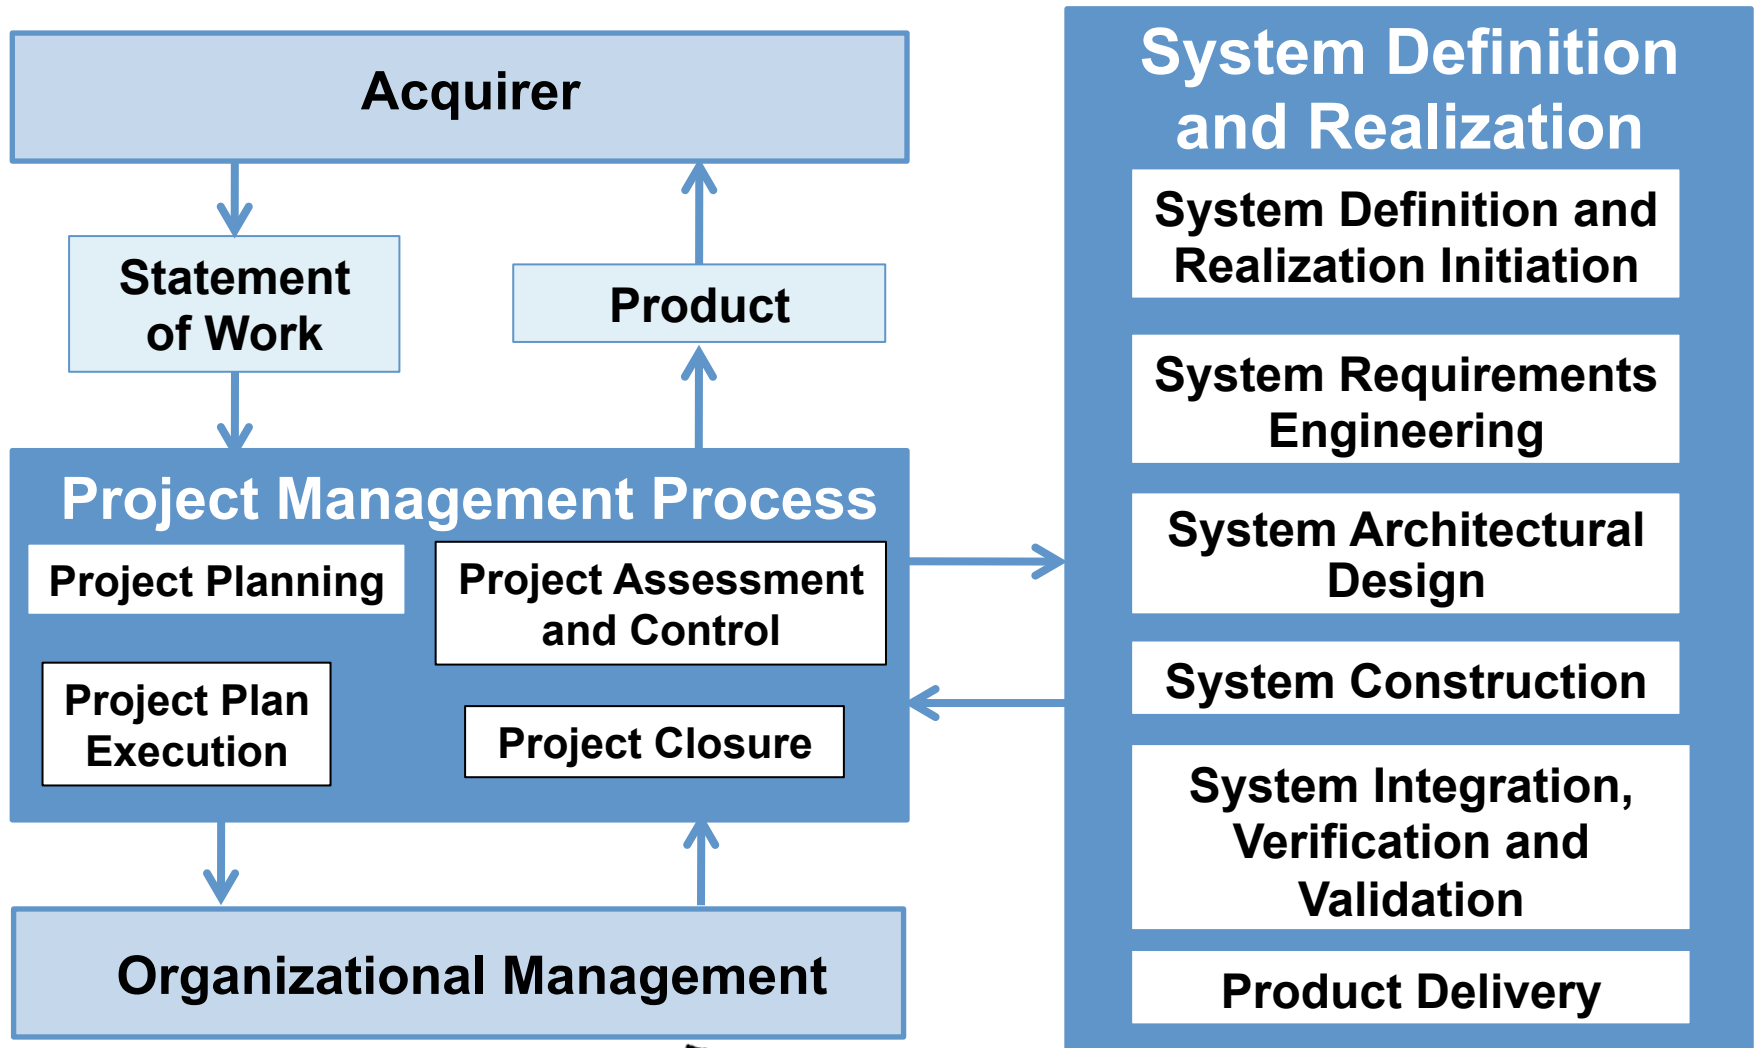 Acquirer
Statement
of Work
Product
Project Management Process
Project Planning
Project Assessment
and Control
Project Plan
Execution
Project Closure
Organizational Management
System Definition
and Realization
System Definition and
Realization Initiation
System Requirements
Engineering
System Architectural
Design
System Construction
System Integration,
Verification and
Validation
Product Delivery